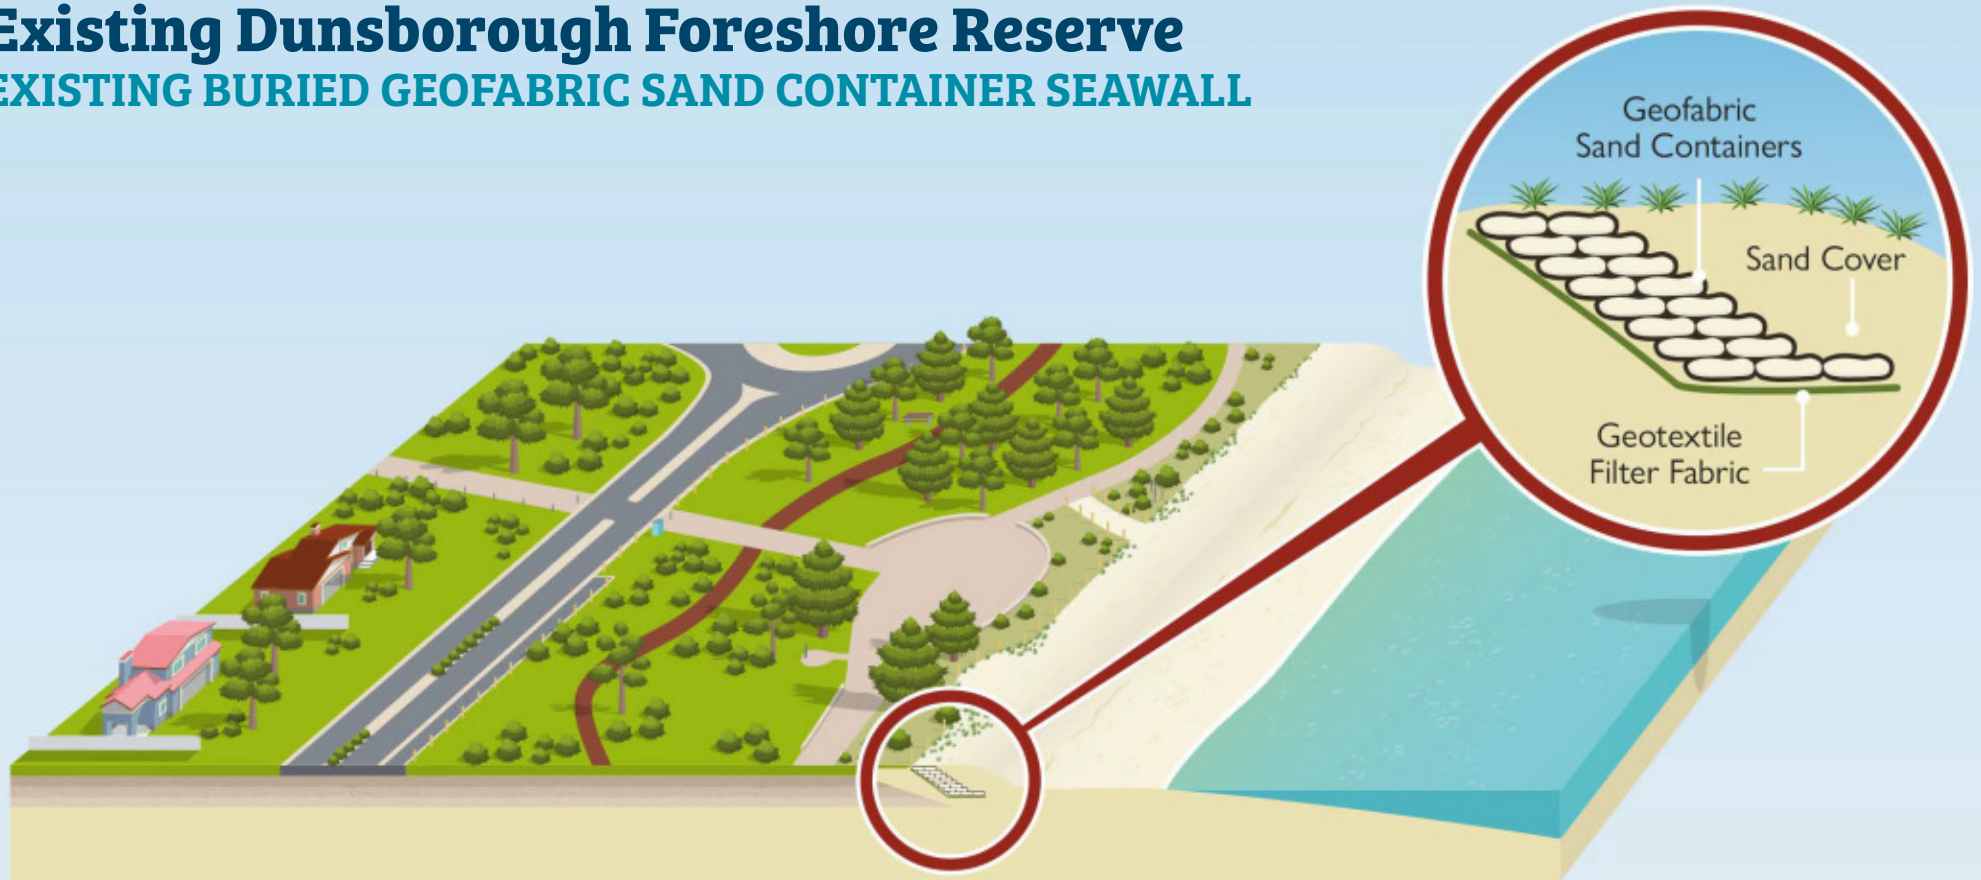 Existing Dunsborough Foreshore Reserve
EXISTING BURIED GEOFABRIC SAND CONTAINER SEAWALL
Geofabric
Sand Containers
Sand Cover
Geotextile
Filter Fabric